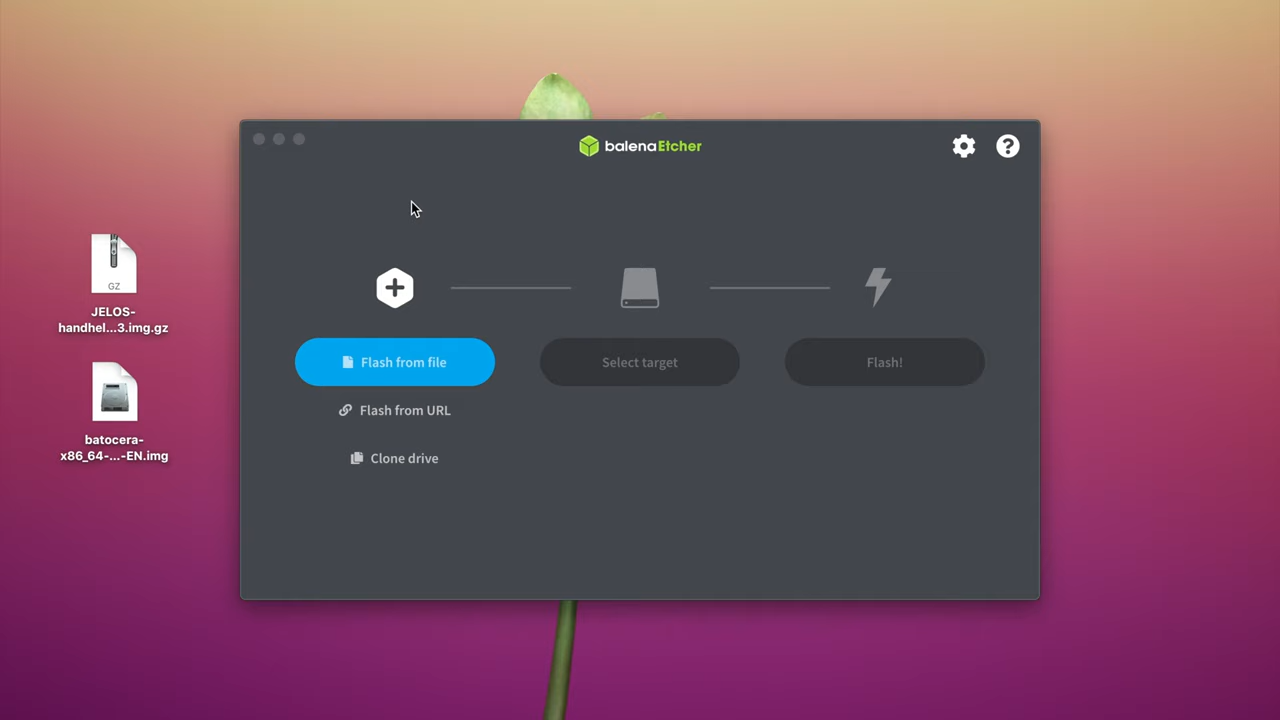 balenaEtcher
GZ
JELOS-
handhel...3.img.gz
batocera-
x86_64-...-EN.img
Flash from file
Select target
Flash!
Flash from URL
Clone drive